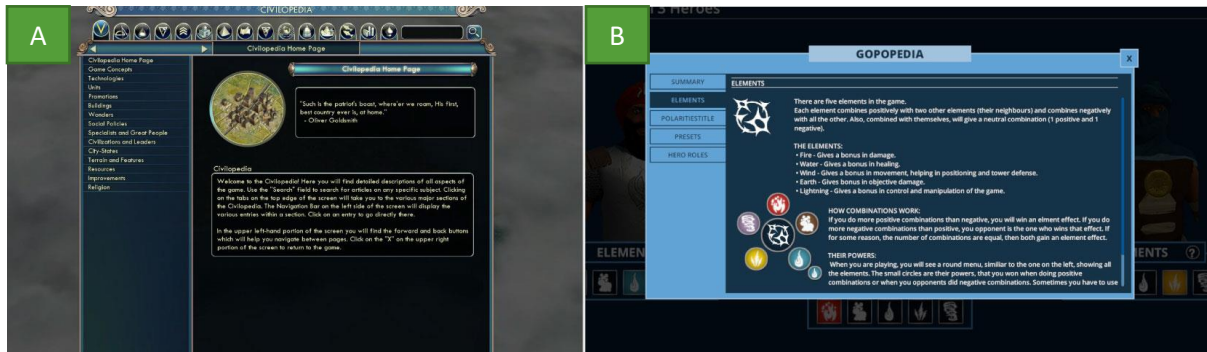 A
CIVILOPEDIA
Civilopedia Home Page
Civilopedia Home Page
Game Concepts
Technologies
Units
Promotions
Buildings
Wonders
Social Policies
Specialists and Great People
Civilizations and Leaders
City-States
Terrain and Features
Resources
Improvements
Religion
Civilopedia Home Page
"Such is the patriot's boast, where'er we roam, His first,
best country ever is, at home."
- Oliver Goldsmith
Civilopedia
Welcome to the Civilopedia! Here you will find detailed descriptions of all aspects of
the game. Use the "Search" field to search for articles on any specific subject. Clicking
on the tabs on the top edge of the screen will take you to the various major sections of
the Civilopedia. The Navigation Bar on the left side of the screen will display the
various entries within a section. Click on an entry to go directly there.
In the upper left-hand portion of the screen you will find the forward and back buttons
which will help you navigate between pages. Click on the "X" on the upper right
portion of the screen to return to the game.
B
3 Heroes
GOPOPEDIA
X
SUMMARY
ELEMENTS
POLARITIESTITLE
PRESETS
HERO ROLES
ELEMENTS
There are five elements in the game.
Each element combines positively with two other elements (their neighbours) and combines negatively
with all the other. Also, combined with themselves, will give a neutral combination (1 positive and 1
negative).
THE ELEMENTS:
• Fire - Gives a bonus in damage.
• Water - Gives a bonus in healing.
• Wind - Gives a bonus in movement, helping in positioning and tower defense.
• Earth - Gives bonus in objective damage.
• Lightning - Gives a bonus in control and manipulation of the game.
HOW COMBINATIONS WORK:
If you do more positive combinations than negative, you will win an elment effect. If you do
more negative combinations than positive, you opponent is the one who wins that effect. If
for some reason, the number of combinations are equal, then both gain an element effect.
THEIR POWERS:
When you are playing, you will see a round menu, similiar to the one on the left, showing all
the elements. The small circles are their powers, that you won when doing positive
combinations or when you opponents did negative combinations. Sometimes you have to use
ELEMEN
ENTS ?